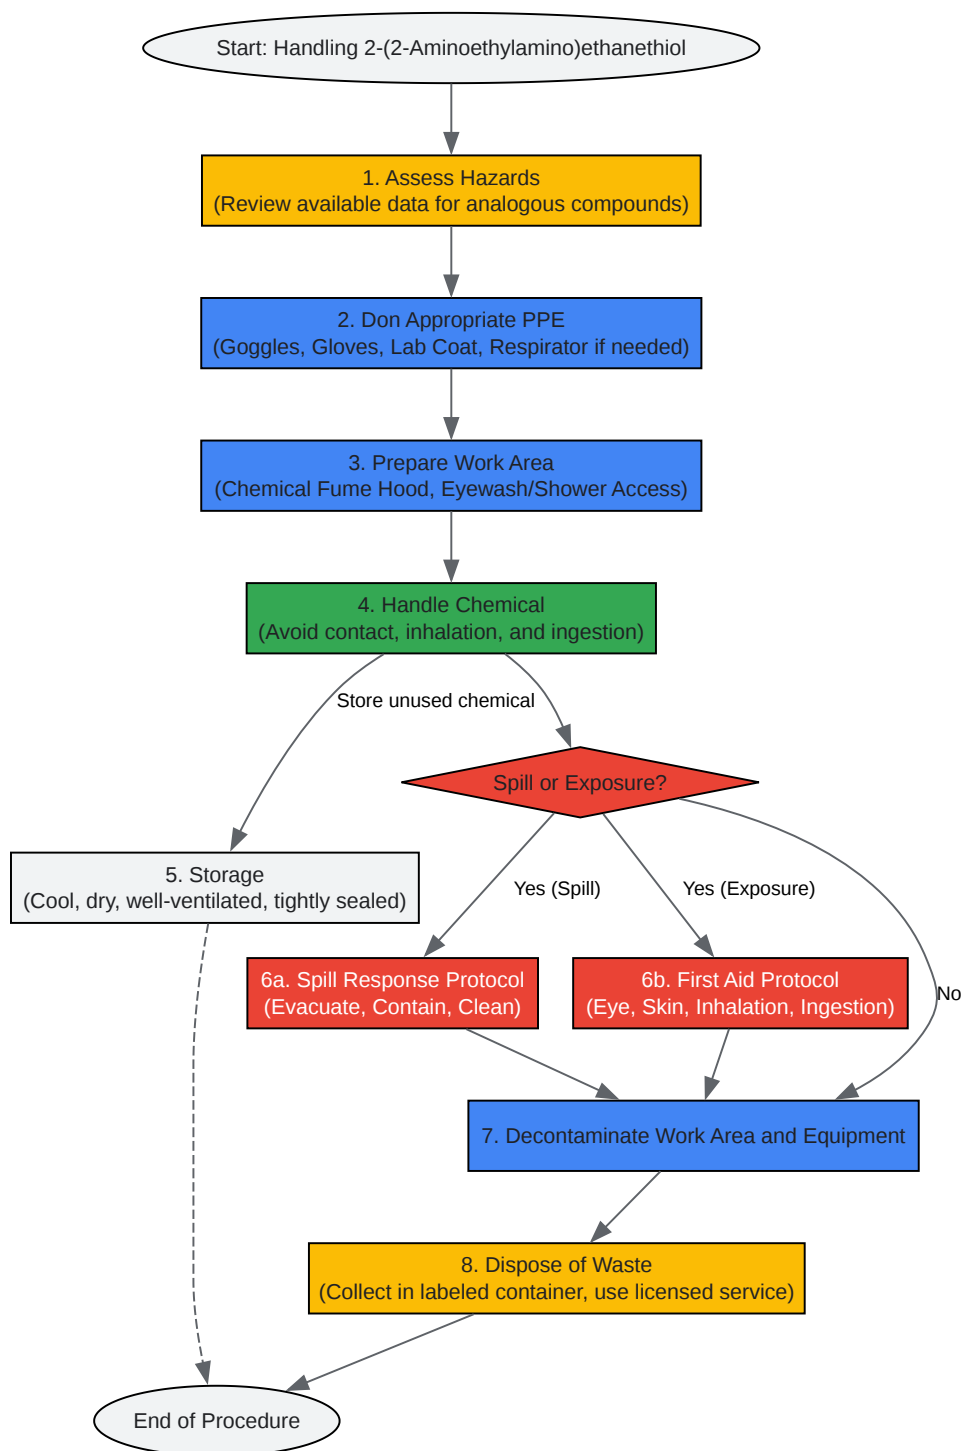 Start: Handling 2-(2-Aminoethylamino)ethanethiol
1. Assess Hazards
(Review available data for analogous compounds)
2. Don Appropriate PPE
(Goggles, Gloves, Lab Coat, Respirator if needed)
3. Prepare Work Area
(Chemical Fume Hood, Eyewash/Shower Access)
4. Handle Chemical
(Avoid contact, inhalation, and ingestion)
Store unused chemical
Spill or Exposure?
5. Storage
(Cool, dry, well-ventilated, tightly sealed)
Yes (Spill)
Yes (Exposure)
6a. Spill Response Protocol
(Evacuate, Contain, Clean)
6b. First Aid Protocol
(Eye, Skin, Inhalation, Ingestion)
No
7. Decontaminate Work Area and Equipment
8. Dispose of Waste
(Collect in labeled container, use licensed service)
End of Procedure